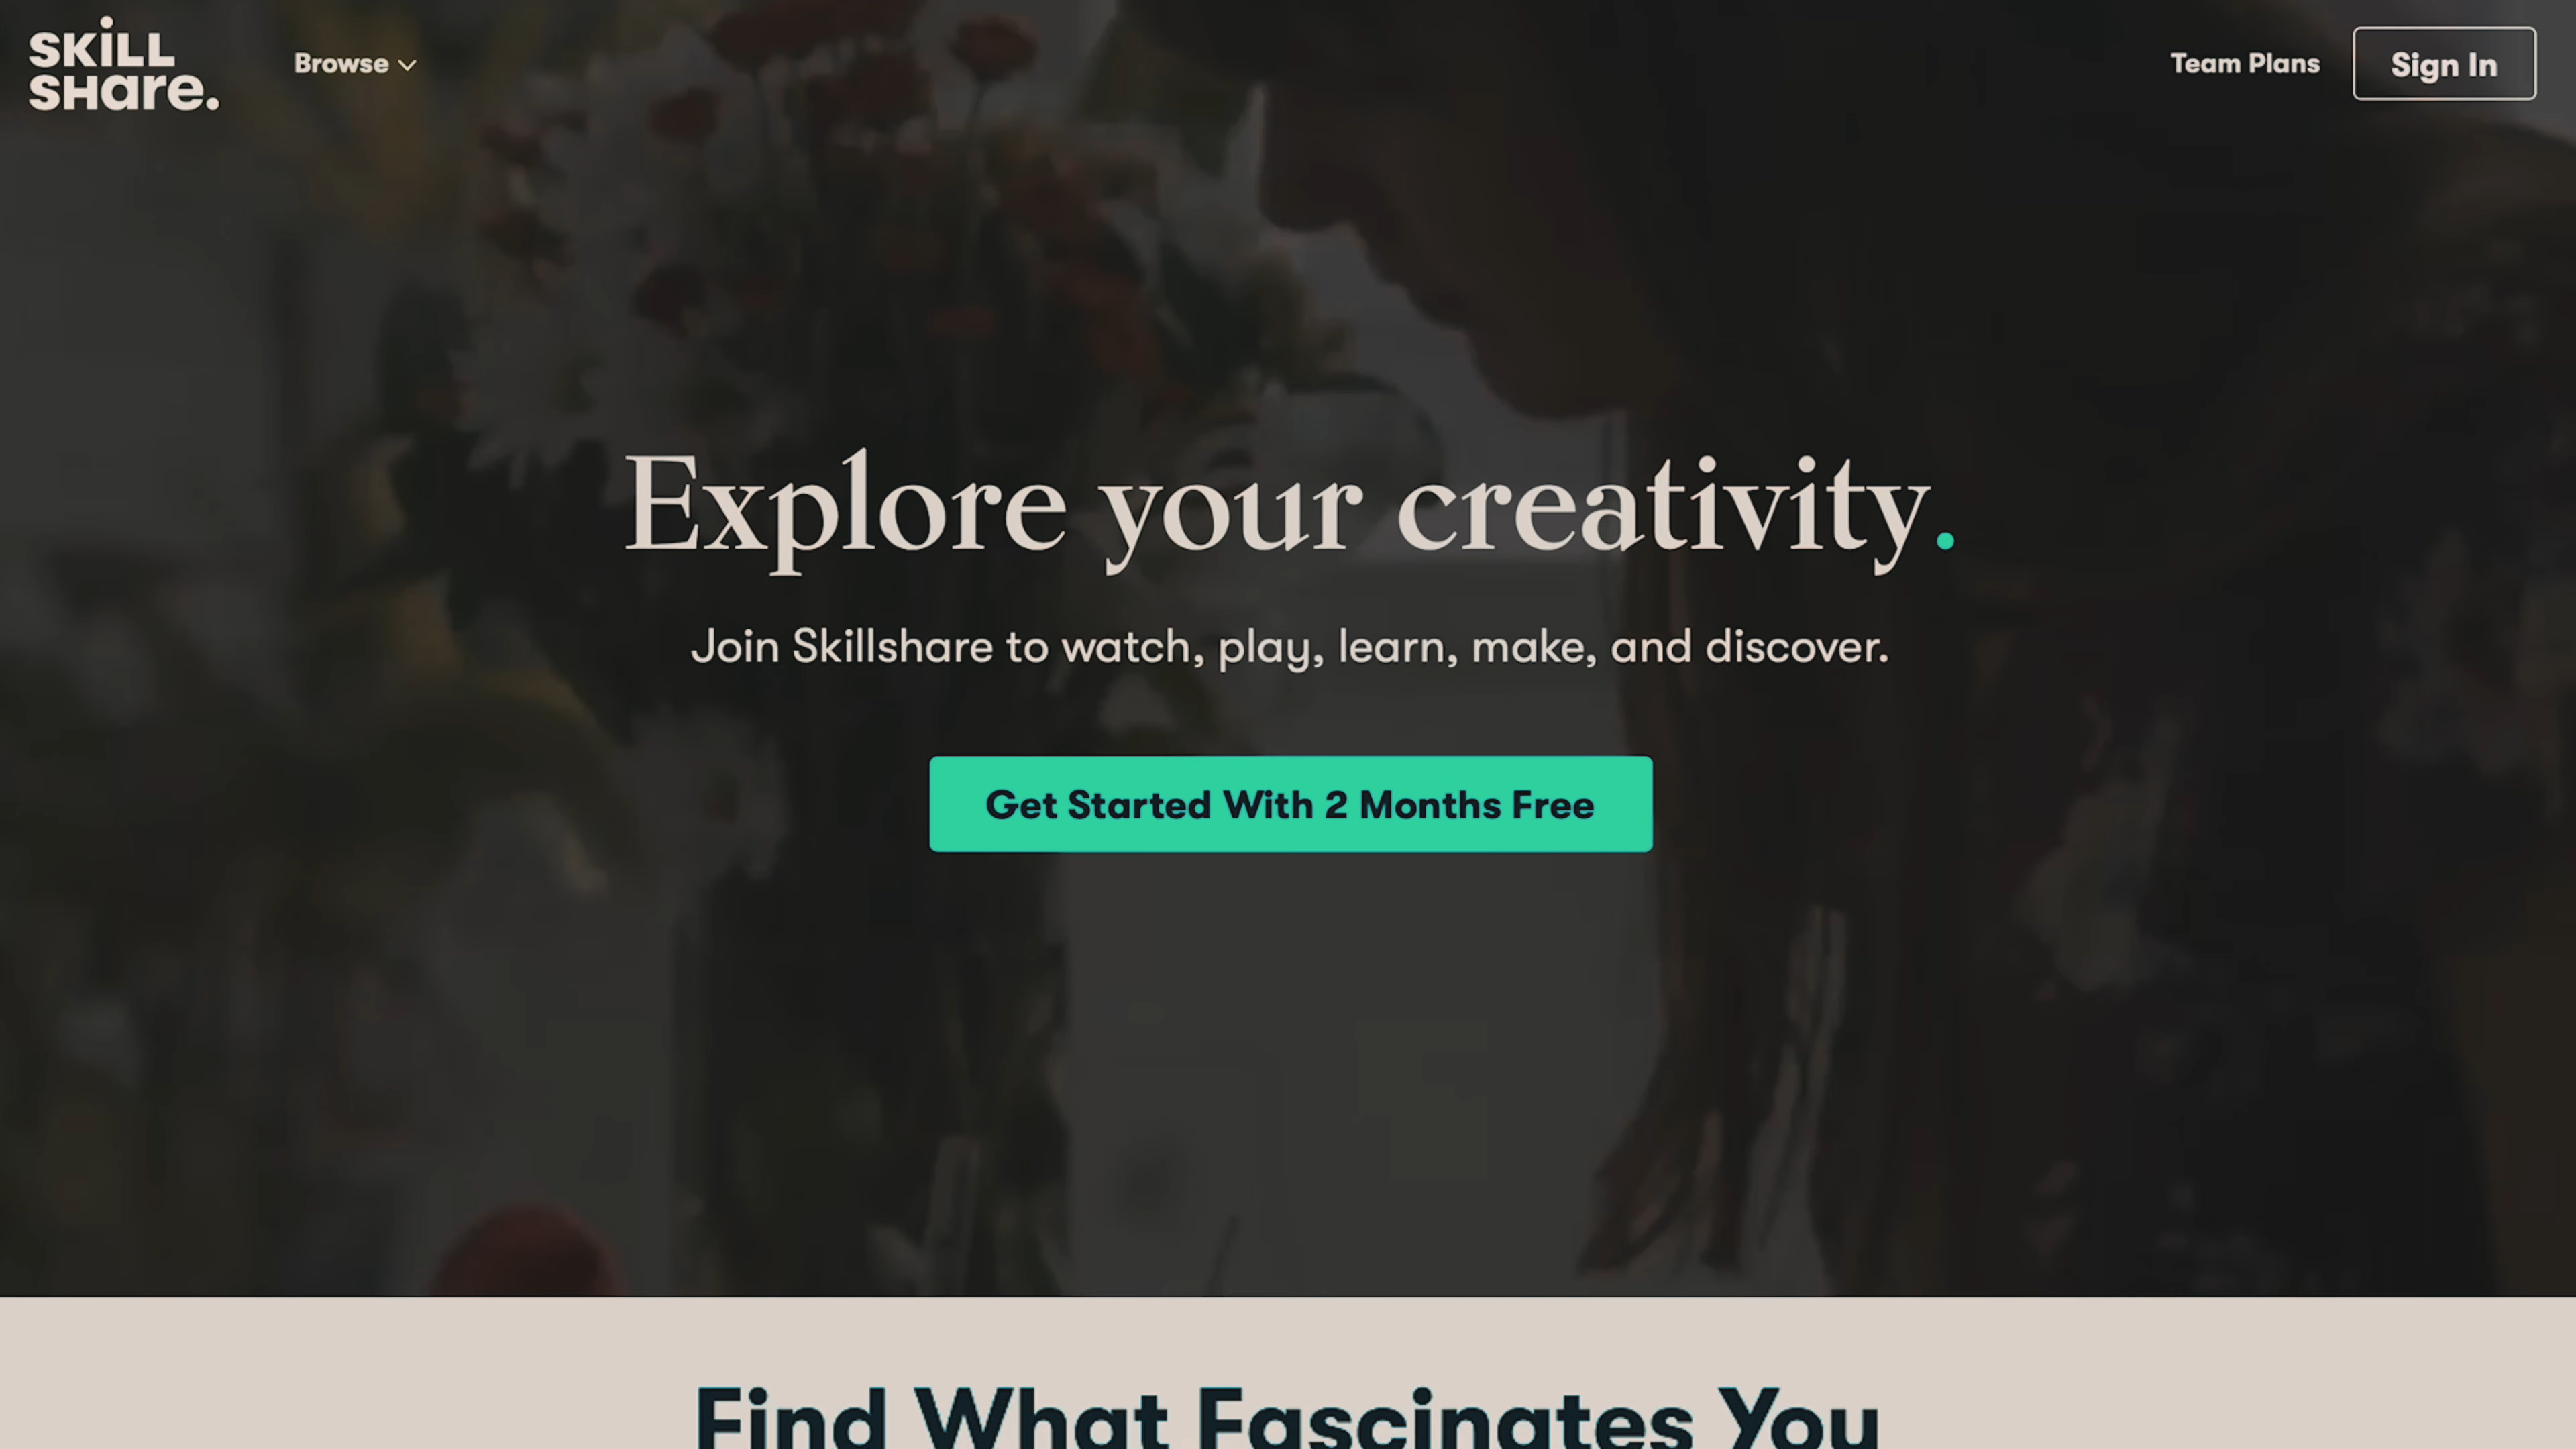 SKiLL
SHare.
Browse
Team Plans
Sign In
Explore your creativity.
Join Skillshare to watch, play, learn, make, and discover.
Get Started With 2 Months Free
Find What Fascinates You